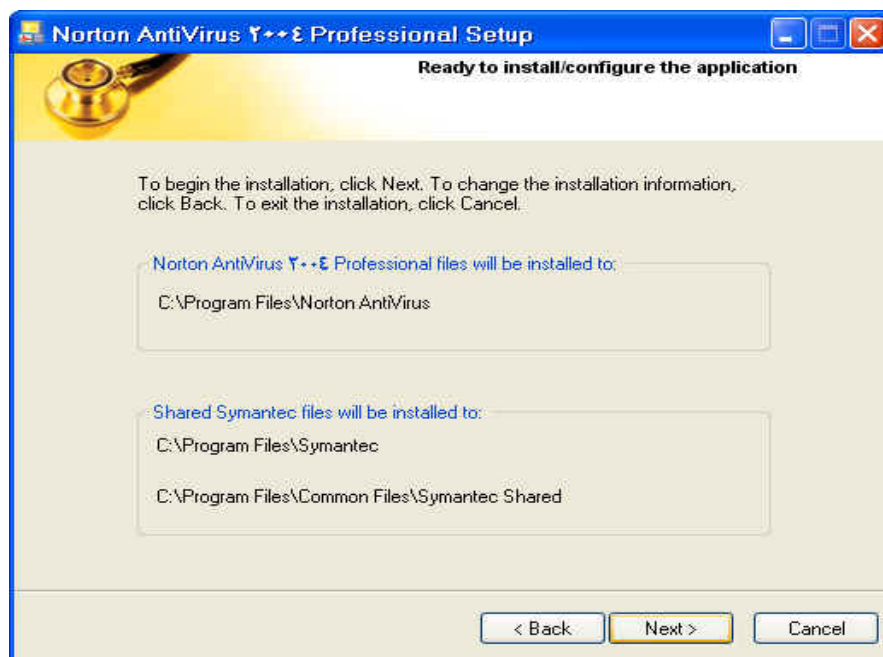 Norton AntiVirus ٢٠٠٤ Professional Setup
Ready to install/configure the application
To begin the installation, click Next. To change the installation information,
click Back. To exit the installation, click Cancel.
Norton AntiVirus ٢٠٠٤ Professional files will be installed to:
C:\Program Files\Norton AntiVirus
Shared Symantec files will be installed to:
C:\Program Files\Symantec
C:\Program Files\Common Files\Symantec Shared
< Back Next > Cancel